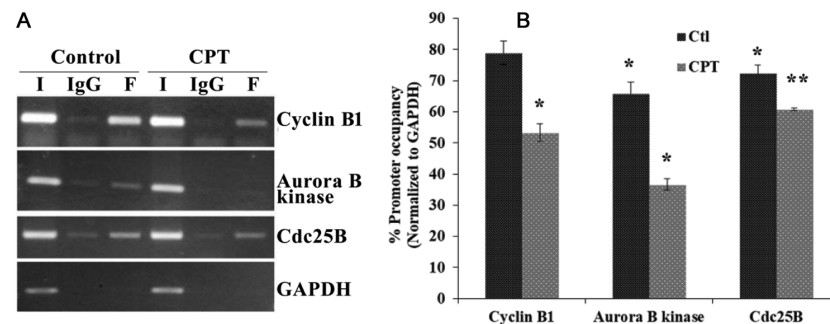 A
Control CPT
I IgG F I IgG F
Cyclin B1
Aurora B
kinase
Cdc25B
GAPDH
B
% Promoter occupancy
(Normalized to GAPDH)
90
80
70
60
50
40
30
20
10
0
Ctl
CPT
*
*
*
*
**
Cyclin B1 Aurora B kinase Cdc25B